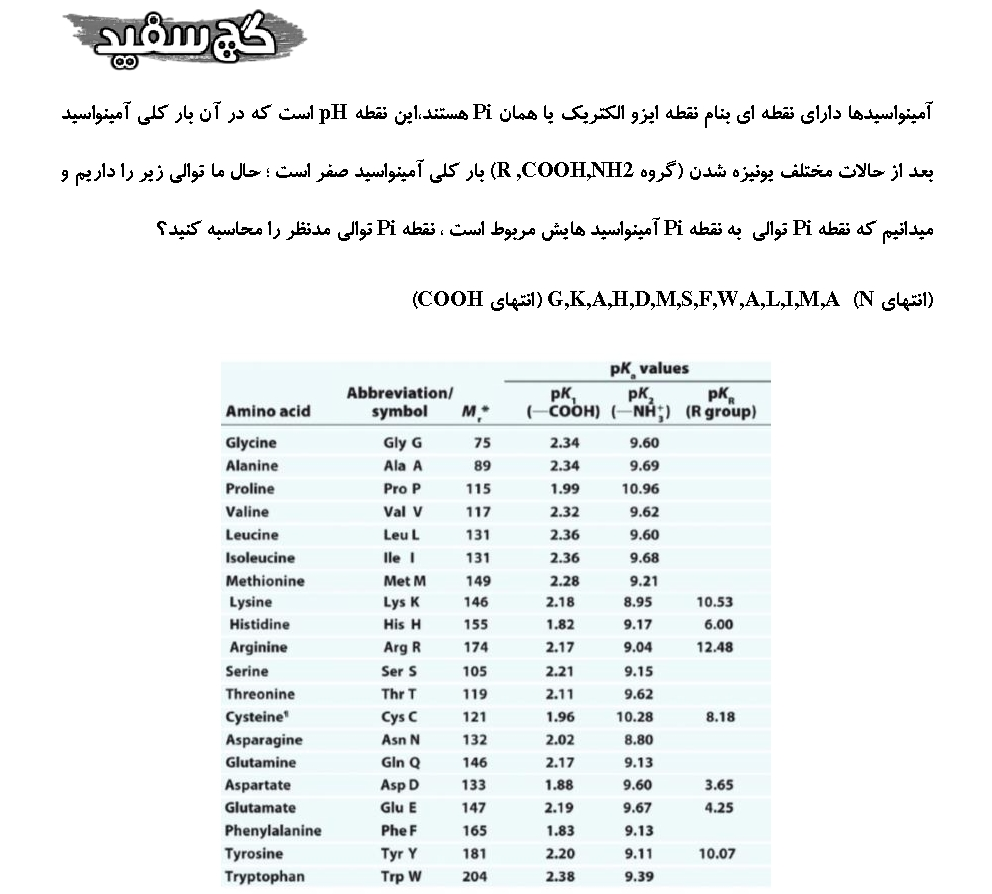 گچ سفید
آمینواسیدها دارای نقطه ای بنام نقطه ایزو الکتریک یا همان Pi هستند،این نقطه pH است که در آن بار کلی آمینواسید
بعد از حالات مختلف یونیزه شدن (گروه R ,COOH,NH2) بار کلی آمینواسید صفر است ؛ حال ما توالی زیر را داریم و
میدانیم که نقطه Pi توالی به نقطه Pi آمینواسید هایش مربوط است ، نقطه Pi توالی مدنظر را محاسبه کنید؟
(انتهای N) G,K,A,H,D,M,S,F,W,A,L,I,M,A (انتهای COOH)
pKa values
Abbreviation/ pK1 pK2 pKR
Amino acid symbol Mr* (—COOH) (—NH3+) (R group)
Glycine Gly G 75 2.34 9.60
Alanine Ala A 89 2.34 9.69
Proline Pro P 115 1.99 10.96
Valine Val V 117 2.32 9.62
Leucine Leu L 131 2.36 9.60
Isoleucine Ile I 131 2.36 9.68
Methionine Met M 149 2.28 9.21
Lysine Lys K 146 2.18 8.95 10.53
Histidine His H 155 1.82 9.17 6.00
Arginine Arg R 174 2.17 9.04 12.48
Serine Ser S 105 2.21 9.15
Threonine Thr T 119 2.11 9.62
Cysteine¶ Cys C 121 1.96 10.28 8.18
Asparagine Asn N 132 2.02 8.80
Glutamine Gln Q 146 2.17 9.13
Aspartate Asp D 133 1.88 9.60 3.65
Glutamate Glu E 147 2.19 9.67 4.25
Phenylalanine Phe F 165 1.83 9.13
Tyrosine Tyr Y 181 2.20 9.11 10.07
Tryptophan Trp W 204 2.38 9.39